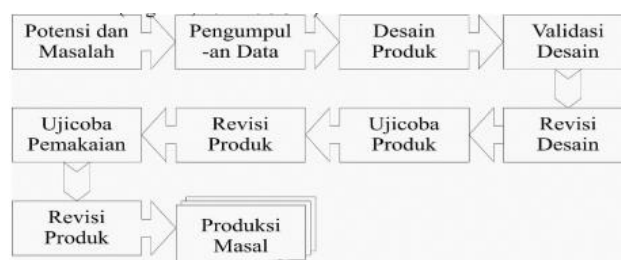 Potensi dan
Masalah
Pengumpul
-an Data
Desain
Produk
Validasi
Desain
Revisi
Desain
Ujicoba
Produk
Revisi
Produk
Ujicoba
Pemakaian
Revisi
Produk
Produksi
Masal